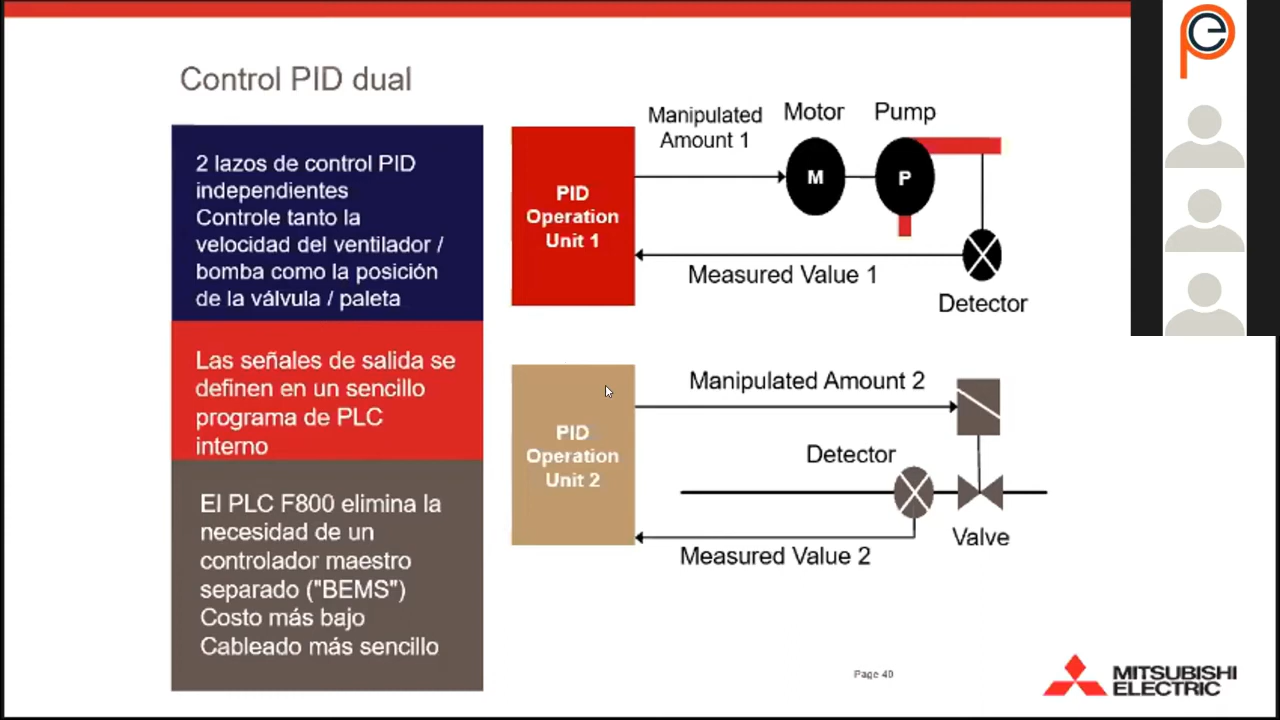 Control PID dual
2 lazos de control PID
independientes
Controle tanto la
velocidad del ventilador /
bomba como la posición
de la válvula / paleta
Las señales de salida se
definen en un sencillo
programa de PLC
interno
El PLC F800 elimina la
necesidad de un
controlador maestro
separado ("BEMS")
Costo más bajo
Cableado más sencillo
PID
Operation
Unit 1
Manipulated
Amount 1
Motor
Pump
M
P
Measured Value 1
Detector
PID
Operation
Unit 2
Manipulated Amount 2
Detector
Valve
Measured Value 2
Page 40
MITSUBISHI
ELECTRIC